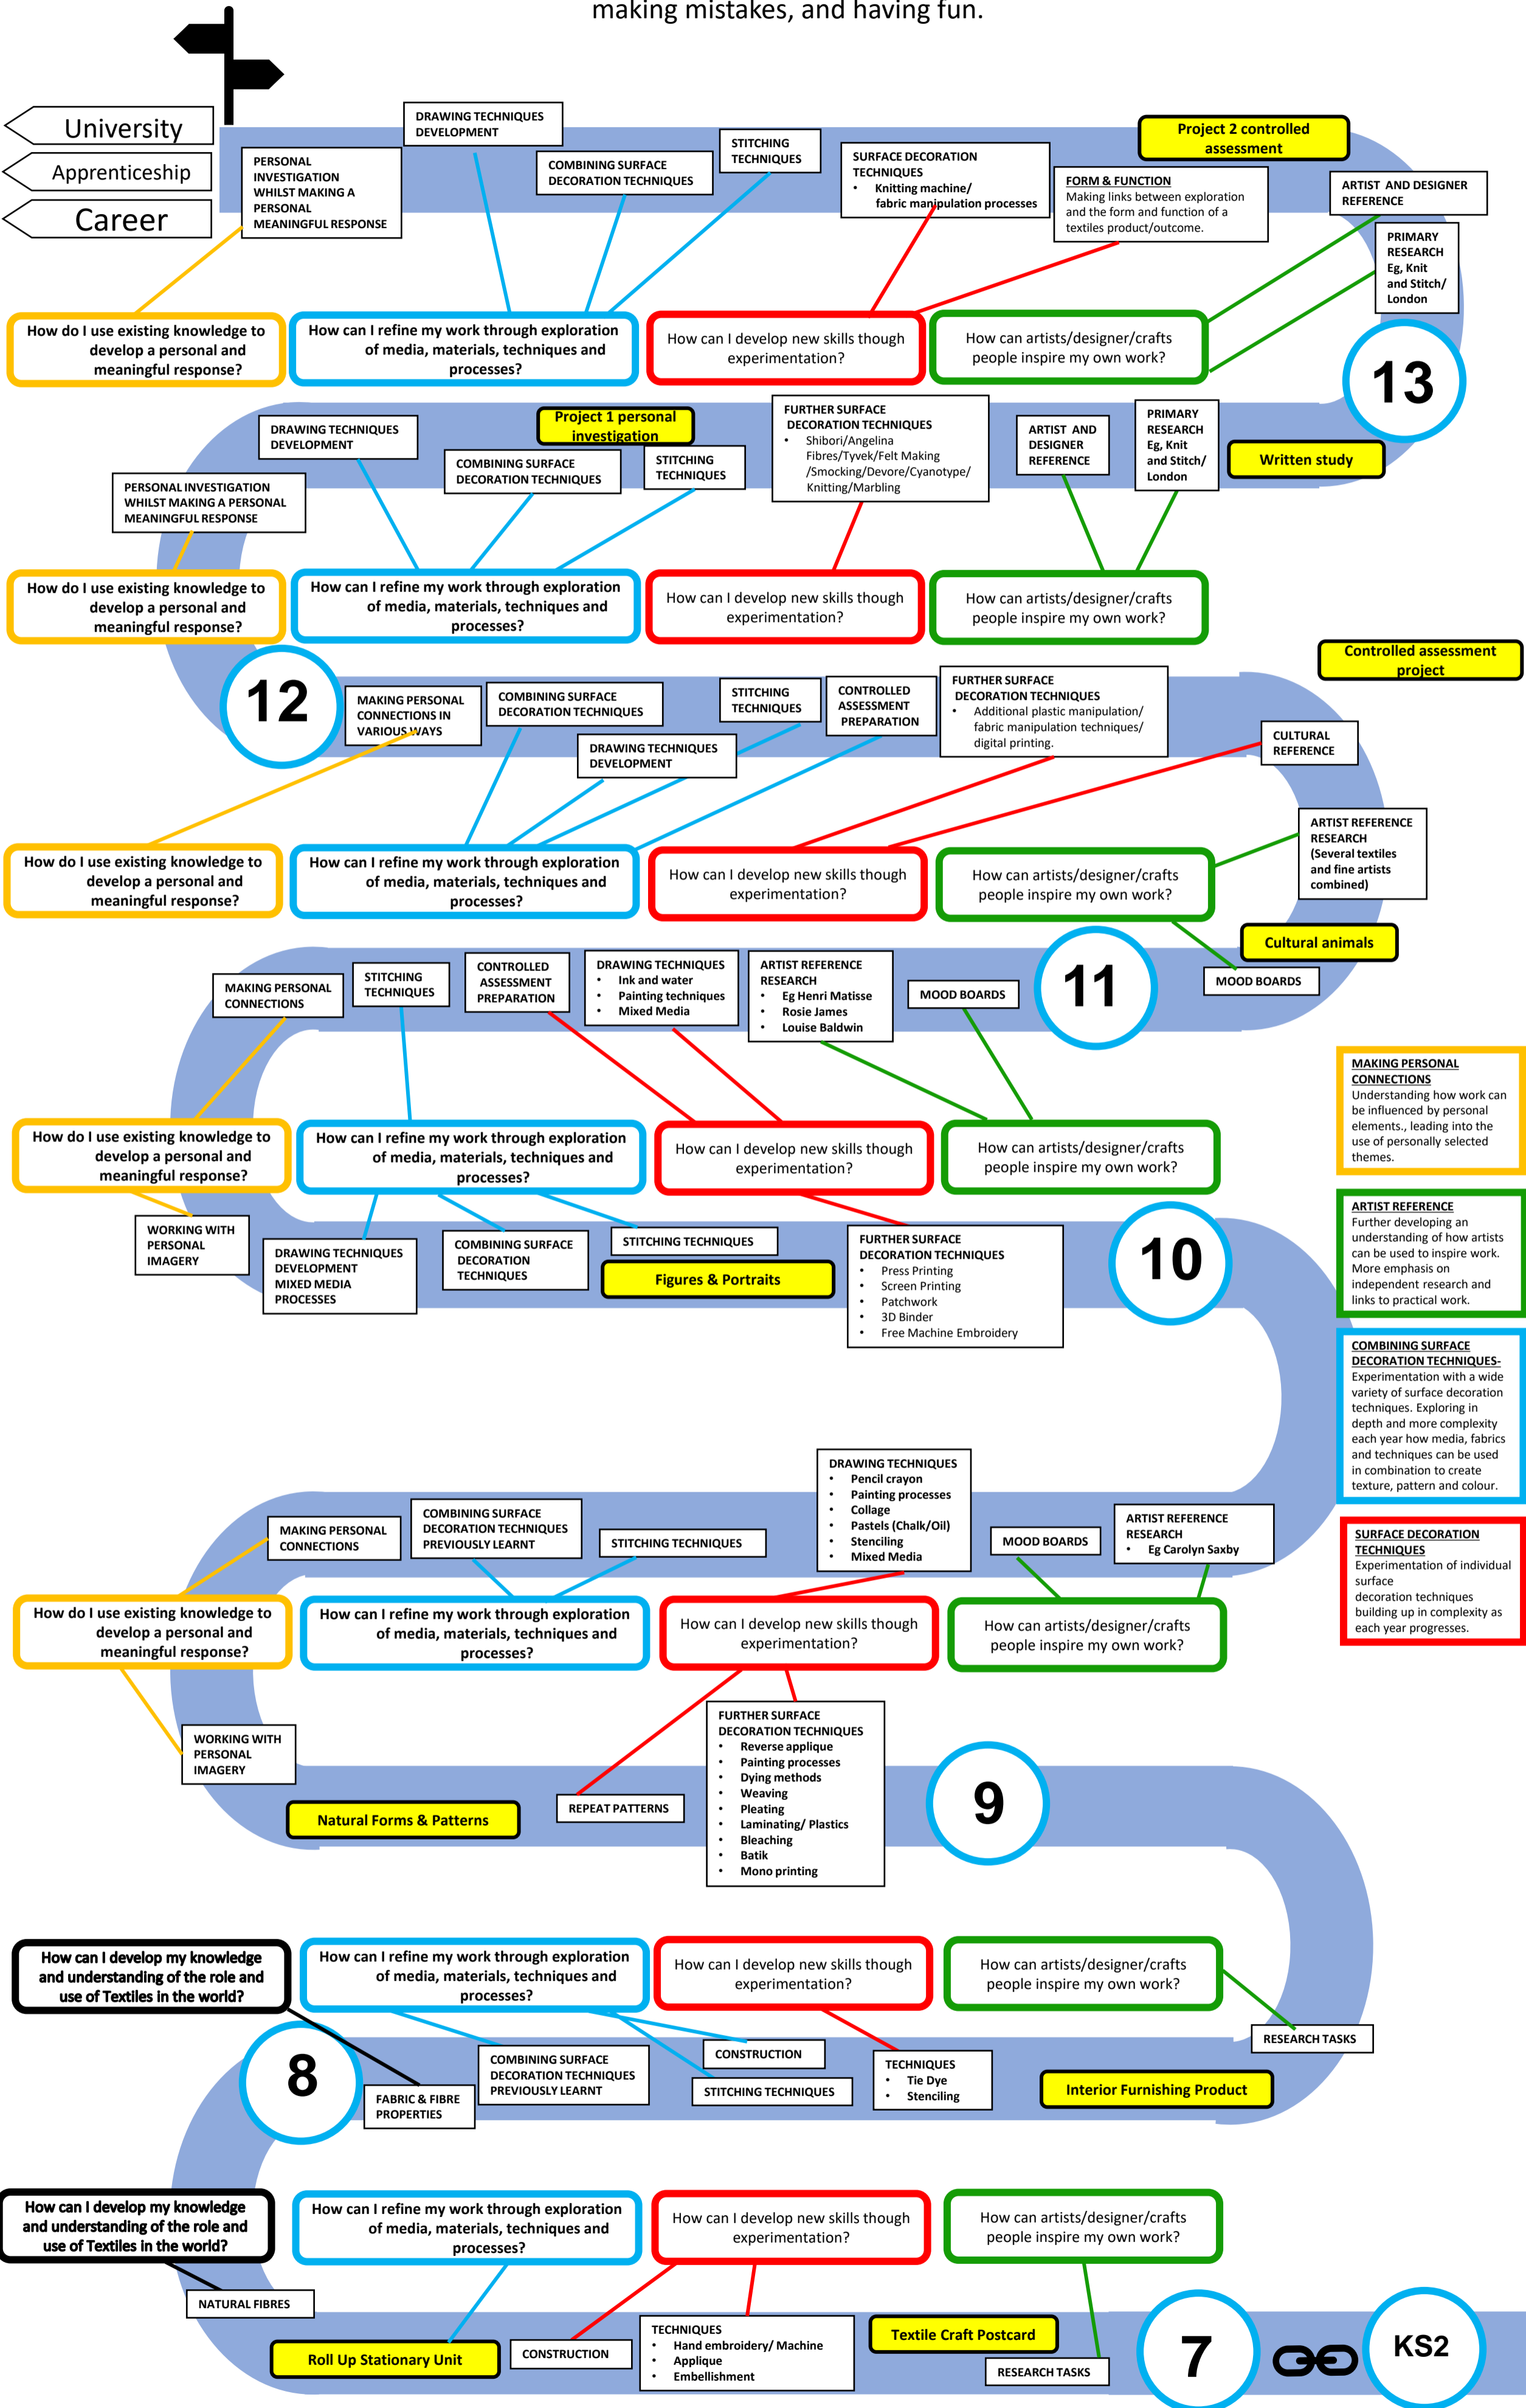 making mistakes, and having fun.
University
Apprenticeship
Career
PERSONAL
INVESTIGATION
WHILST MAKING A
PERSONAL
MEANINGFUL RESPONSE
DRAWING TECHNIQUES
DEVELOPMENT
COMBINING SURFACE
DECORATION TECHNIQUES
STITCHING
TECHNIQUES
SURFACE DECORATION
TECHNIQUES
• Knitting machine/
fabric manipulation processes
Project 2 controlled
assessment
FORM & FUNCTION
Making links between exploration
and the form and function of a
textiles product/outcome.
ARTIST AND DESIGNER
REFERENCE
PRIMARY
RESEARCH
Eg, Knit
and Stitch/
London
How do I use existing knowledge to
develop a personal and
meaningful response?
How can I refine my work through exploration
of media, materials, techniques and
processes?
How can I develop new skills though
experimentation?
How can artists/designer/crafts
people inspire my own work?
13
DRAWING TECHNIQUES
DEVELOPMENT
Project 1 personal
investigation
COMBINING SURFACE
DECORATION TECHNIQUES
STITCHING
TECHNIQUES
FURTHER SURFACE
DECORATION TECHNIQUES
• Shibori/Angelina
Fibres/Tyvek/Felt Making
/Smocking/Devore/Cyanotype/
Knitting/Marbling
ARTIST AND
DESIGNER
REFERENCE
PRIMARY
RESEARCH
Eg, Knit
and Stitch/
London
Written study
PERSONAL INVESTIGATION
WHILST MAKING A PERSONAL
MEANINGFUL RESPONSE
How do I use existing knowledge to
develop a personal and
meaningful response?
How can I refine my work through exploration
of media, materials, techniques and
processes?
How can I develop new skills though
experimentation?
How can artists/designer/crafts
people inspire my own work?
Controlled assessment
project
12
MAKING PERSONAL
CONNECTIONS IN
VARIOUS WAYS
COMBINING SURFACE
DECORATION TECHNIQUES
DRAWING TECHNIQUES
DEVELOPMENT
STITCHING
TECHNIQUES
CONTROLLED
ASSESSMENT
PREPARATION
FURTHER SURFACE
DECORATION TECHNIQUES
• Additional plastic manipulation/
fabric manipulation techniques/
digital printing.
CULTURAL
REFERENCE
ARTIST REFERENCE
RESEARCH
(Several textiles
and fine artists
combined)
How do I use existing knowledge to
develop a personal and
meaningful response?
How can I refine my work through exploration
of media, materials, techniques and
processes?
How can I develop new skills though
experimentation?
How can artists/designer/crafts
people inspire my own work?
Cultural animals
MOOD BOARDS
11
MAKING PERSONAL
CONNECTIONS
STITCHING
TECHNIQUES
CONTROLLED
ASSESSMENT
PREPARATION
DRAWING TECHNIQUES
• Ink and water
• Painting techniques
• Mixed Media
ARTIST REFERENCE
RESEARCH
• Eg Henri Matisse
• Rosie James
• Louise Baldwin
MOOD BOARDS
MAKING PERSONAL
CONNECTIONS
Understanding how work can
be influenced by personal
elements., leading into the
use of personally selected
themes.
How do I use existing knowledge to
develop a personal and
meaningful response?
How can I refine my work through exploration
of media, materials, techniques and
processes?
How can I develop new skills though
experimentation?
How can artists/designer/crafts
people inspire my own work?
ARTIST REFERENCE
Further developing an
understanding of how artists
can be used to inspire work.
More emphasis on
independent research and
links to practical work.
WORKING WITH
PERSONAL
IMAGERY
DRAWING TECHNIQUES
DEVELOPMENT
MIXED MEDIA
PROCESSES
COMBINING SURFACE
DECORATION
TECHNIQUES
STITCHING TECHNIQUES
Figures & Portraits
FURTHER SURFACE
DECORATION TECHNIQUES
• Press Printing
• Screen Printing
• Patchwork
• 3D Binder
• Free Machine Embroidery
10
COMBINING SURFACE
DECORATION TECHNIQUES-
Experimentation with a wide
variety of surface decoration
techniques. Exploring in
depth and more complexity
each year how media, fabrics
and techniques can be used
in combination to create
texture, pattern and colour.
MAKING PERSONAL
CONNECTIONS
COMBINING SURFACE
DECORATION TECHNIQUES
PREVIOUSLY LEARNT
STITCHING TECHNIQUES
DRAWING TECHNIQUES
• Pencil crayon
• Painting processes
• Collage
• Pastels (Chalk/Oil)
• Stenciling
• Mixed Media
MOOD BOARDS
ARTIST REFERENCE
RESEARCH
• Eg Carolyn Saxby
SURFACE DECORATION
TECHNIQUES
Experimentation of individual
surface
decoration techniques
building up in complexity as
each year progresses.
How do I use existing knowledge to
develop a personal and
meaningful response?
How can I refine my work through exploration
of media, materials, techniques and
processes?
How can I develop new skills though
experimentation?
How can artists/designer/crafts
people inspire my own work?
WORKING WITH
PERSONAL
IMAGERY
Natural Forms & Patterns
REPEAT PATTERNS
FURTHER SURFACE
DECORATION TECHNIQUES
• Reverse applique
• Painting processes
• Dying methods
• Weaving
• Pleating
• Laminating/ Plastics
• Bleaching
• Batik
• Mono printing
9
How can I develop my knowledge
and understanding of the role and
use of Textiles in the world?
How can I refine my work through exploration
of media, materials, techniques and
processes?
How can I develop new skills though
experimentation?
How can artists/designer/crafts
people inspire my own work?
8
FABRIC & FIBRE
PROPERTIES
COMBINING SURFACE
DECORATION TECHNIQUES
PREVIOUSLY LEARNT
CONSTRUCTION
STITCHING TECHNIQUES
TECHNIQUES
• Tie Dye
• Stenciling
Interior Furnishing Product
RESEARCH TASKS
How can I develop my knowledge
and understanding of the role and
use of Textiles in the world?
How can I refine my work through exploration
of media, materials, techniques and
processes?
How can I develop new skills though
experimentation?
How can artists/designer/crafts
people inspire my own work?
NATURAL FIBRES
Roll Up Stationary Unit
CONSTRUCTION
TECHNIQUES
• Hand embroidery/ Machine
• Applique
• Embellishment
Textile Craft Postcard
RESEARCH TASKS
7
KS2